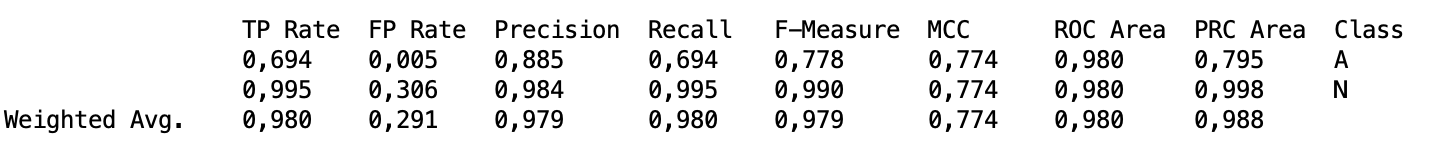 TP Rate FP Rate Precision Recall F-Measure MCC ROC Area PRC Area Class
0,694 0,005 0,885 0,694 0,778 0,774 0,980 0,795 A
0,995 0,306 0,984 0,995 0,990 0,774 0,980 0,998 N
Weighted Avg. 0,980 0,291 0,979 0,980 0,979 0,774 0,980 0,988